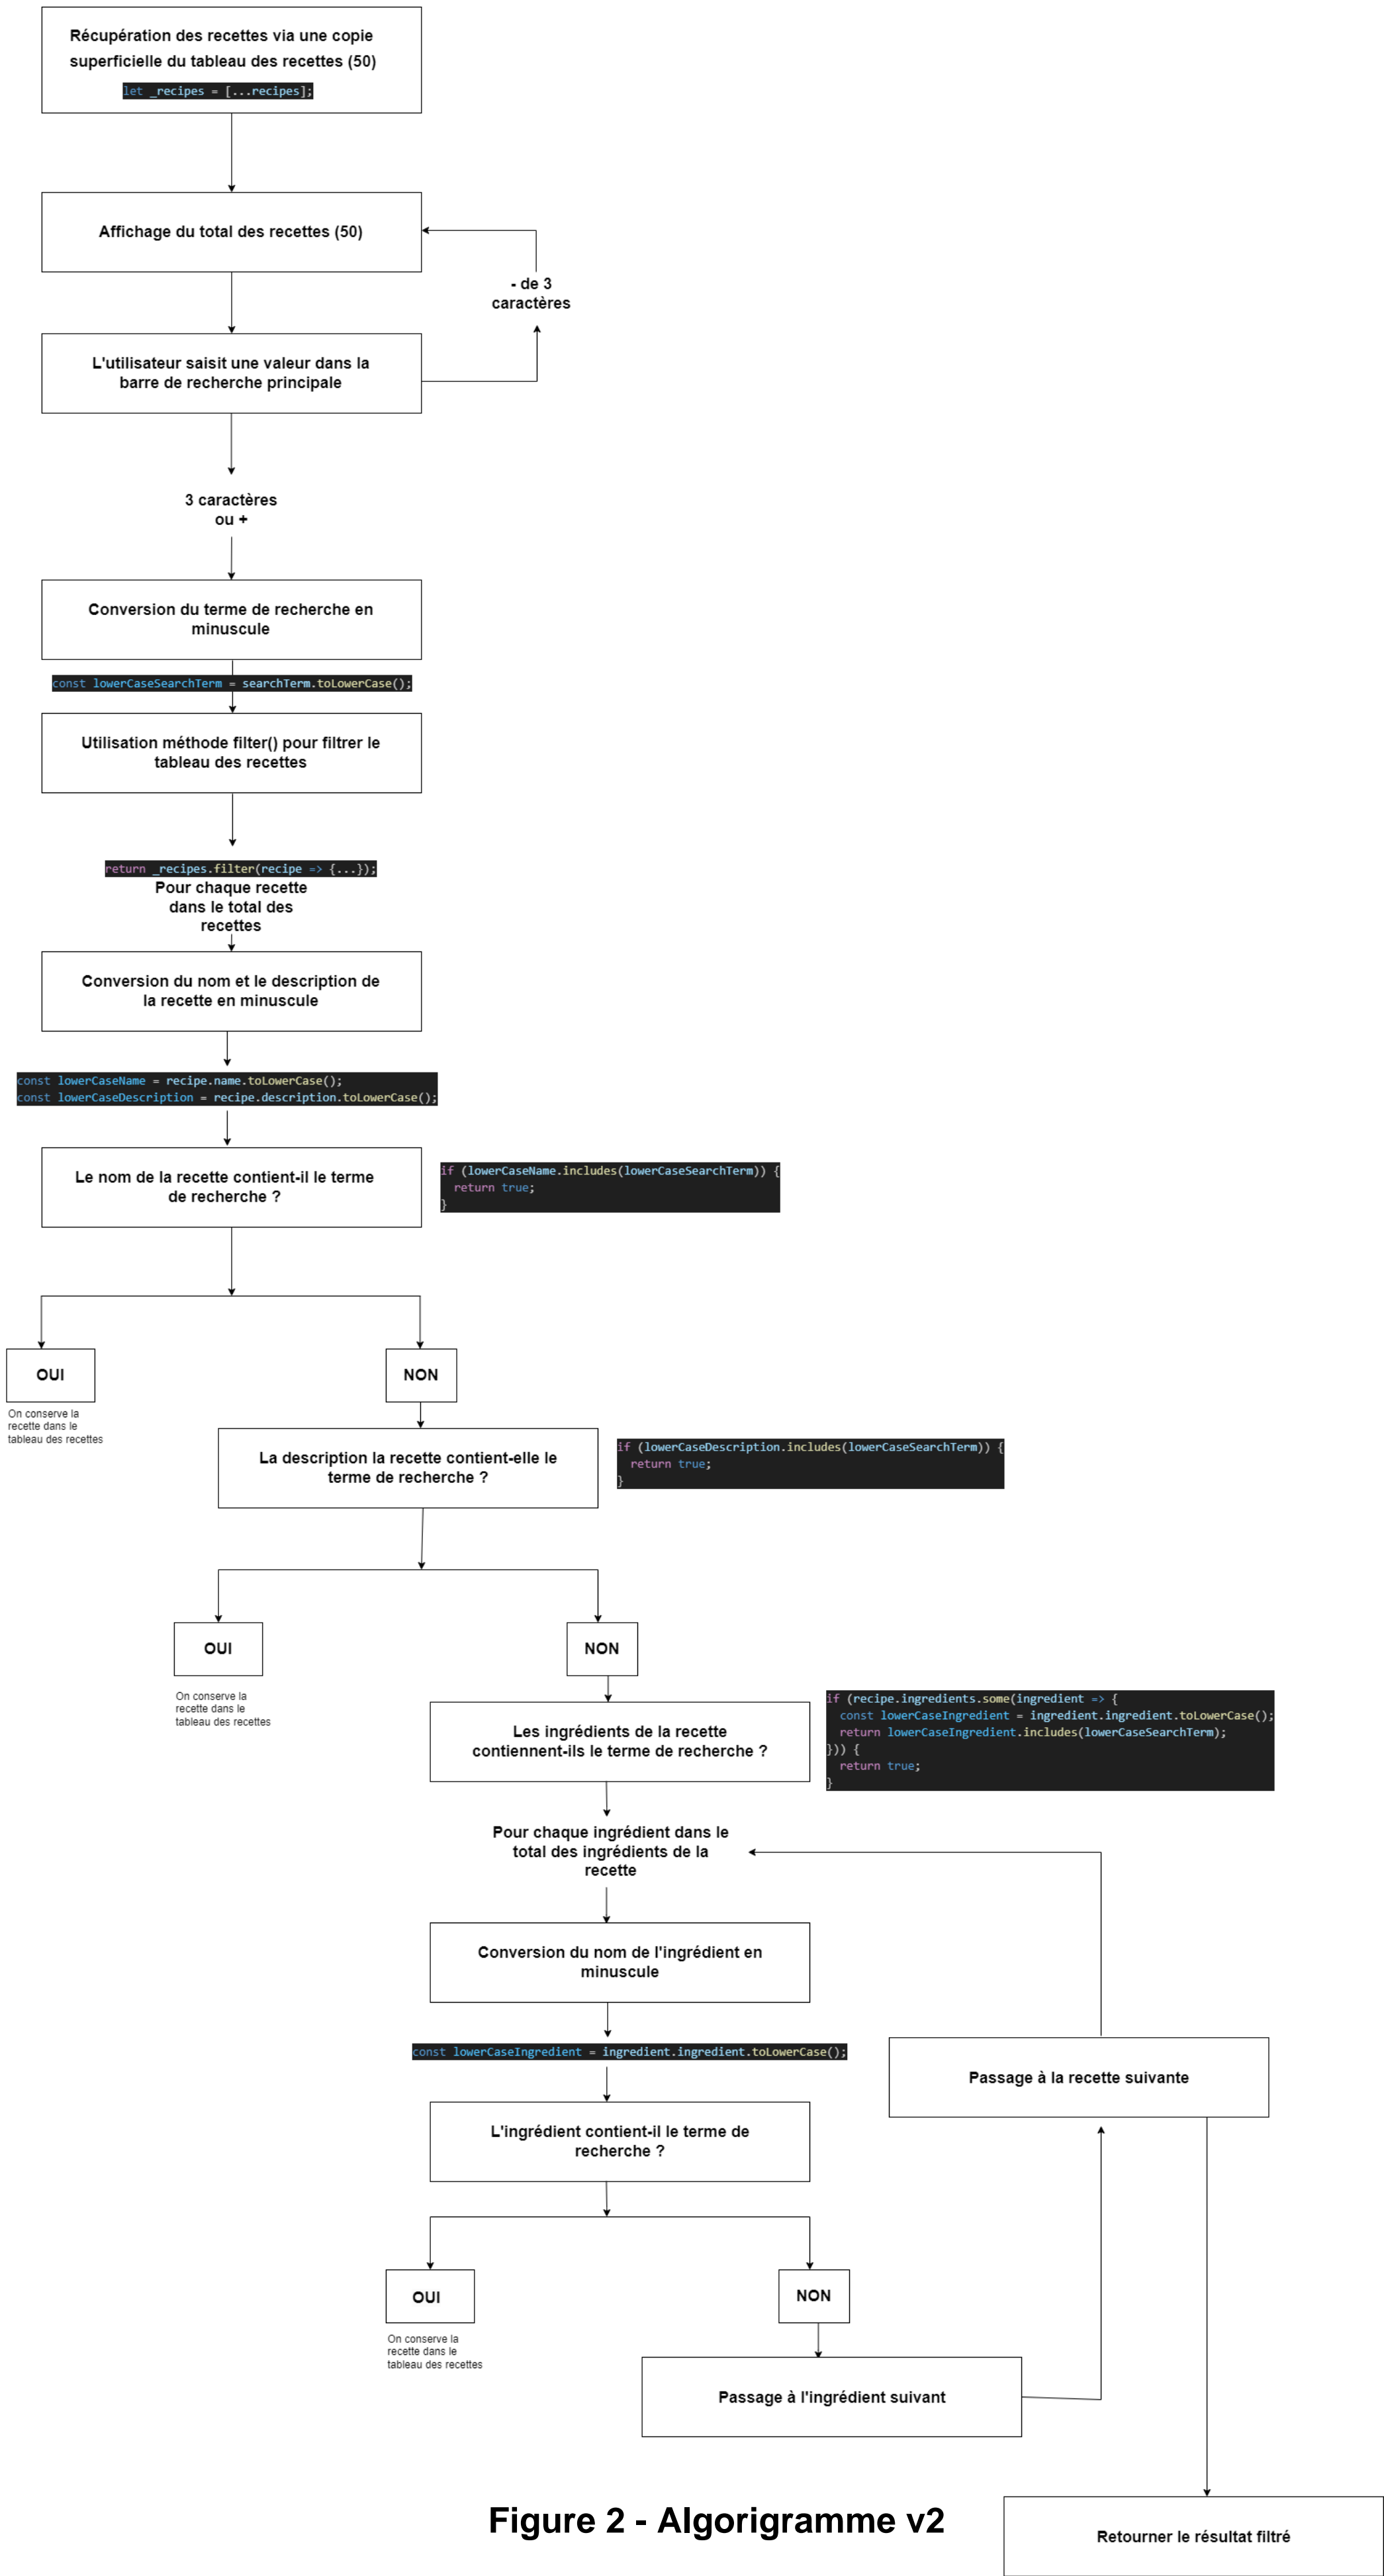 Récupération des recettes via une copie
superficielle du tableau des recettes (50)
let _recipes = [...recipes];
Affichage du total des recettes (50)
- de 3
caractères
L'utilisateur saisit une valeur dans la
barre de recherche principale
3 caractères
ou +
Conversion du terme de recherche en
minuscule
const lowerCaseSearchTerm = searchTerm.toLowerCase();
Utilisation méthode filter() pour filtrer le
tableau des recettes
return _recipes.filter(recipe => {...});
Pour chaque recette
dans le total des
recettes
Conversion du nom et le description de
la recette en minuscule
const lowerCaseName = recipe.name.toLowerCase();
const lowerCaseDescription = recipe.description.toLowerCase();
Le nom de la recette contient-il le terme
de recherche ?
if (lowerCaseName.includes(lowerCaseSearchTerm)) {
return true;
}
OUI
NON
On conserve la
recette dans le
tableau des recettes
La description la recette contient-elle le
terme de recherche ?
if (lowerCaseDescription.includes(lowerCaseSearchTerm)) {
return true;
}
OUI
NON
On conserve la
recette dans le
tableau des recettes
Les ingrédients de la recette
contiennent-ils le terme de recherche ?
if (recipe.ingredients.some(ingredient => {
const lowerCaseIngredient = ingredient.ingredient.toLowerCase();
return lowerCaseIngredient.includes(lowerCaseSearchTerm);
})) {
return true;
}
Pour chaque ingrédient dans le
total des ingrédients de la
recette
Conversion du nom de l'ingrédient en
minuscule
const lowerCaseIngredient = ingredient.ingredient.toLowerCase();
Passage à la recette suivante
L'ingrédient contient-il le terme de
recherche ?
OUI
NON
On conserve la
recette dans le
tableau des recettes
Passage à l'ingrédient suivant
Figure 2 - Algorigramme v2
Retourner le résultat filtré